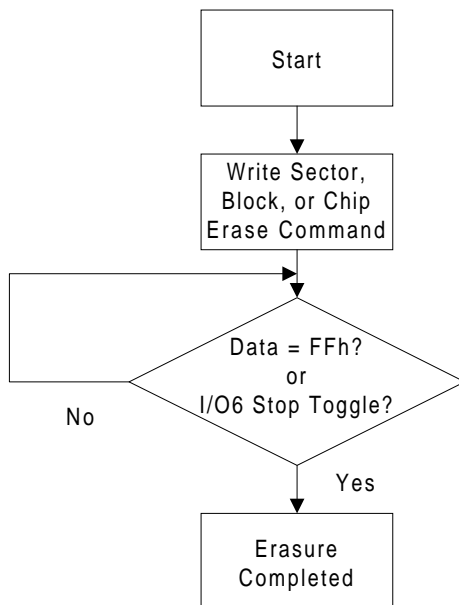 Start
Write Sector,
Block, or Chip
Erase Command
Data = FFh?
or
I/O6 Stop Toggle?
No
Yes
Erasure
Completed